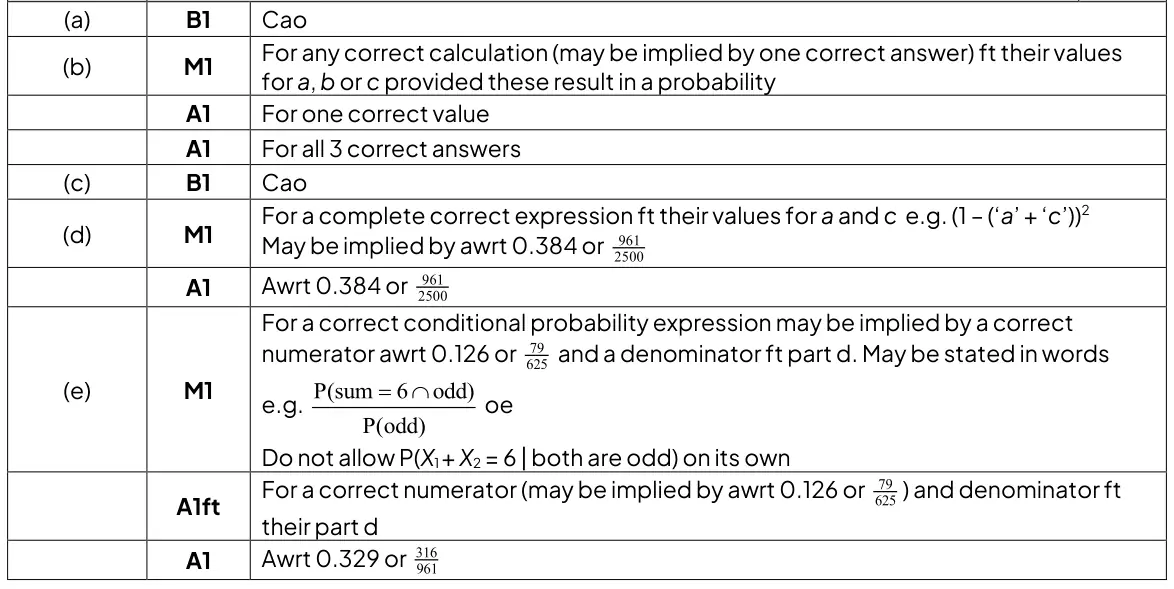 (a) B1 Cao
(b) M1 For any correct calculation (may be implied by one correct answer) ft their values
for a, b or c provided these result in a probability
A1 For one correct value
A1 For all 3 correct answers
(c) B1 Cao
(d) M1 For a complete correct expression ft their values for a and c e.g. (1 – (‘a’ + ‘c’))²
May be implied by awrt 0.384 or 961/2500
A1 Awrt 0.384 or 961/2500
(e) M1 For a correct conditional probability expression may be implied by a correct
numerator awrt 0.126 or 79/625 and a denominator ft part d. May be stated in words
e.g. P(sum = 6 ∩ odd)/P(odd) oe
Do not allow P(X₁ + X₂ = 6 | both are odd) on its own
A1ft For a correct numerator (may be implied by awrt 0.126 or 79/625 ) and denominator ft
their part d
A1 Awrt 0.329 or 316/961